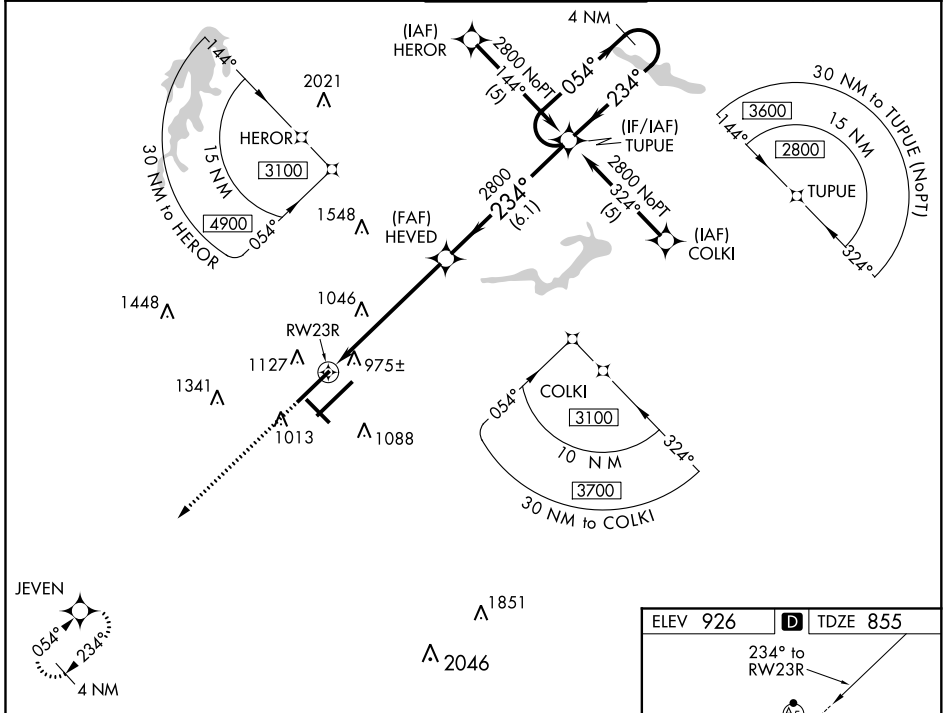 (IAF)
HEROR
4 NM
2800 NoPT
144°
(5)
054°
234°
(IF/IAF)
TUPUE
2800
234°
(6.1)
2800 NoPT
324°
(5)
(IAF)
COLKI
(FAF)
HEVED
144°
HEROR
3100
15 NM
4900
054°
30 NM to HEROR
30 NM to TUPUE (NoPT)
3600
15 NM
144°
2800
TUPUE
324°
2021
1548
1448
1046
RW23R
1127
975±
1341
1013
1088
COLKI
054°
3100
324°
10 NM
3700
30 NM to COLKI
JEVEN
054°
234°
4 NM
1851
2046
ELEV 926
D
TDZE 855
234° to
RW23R
A5